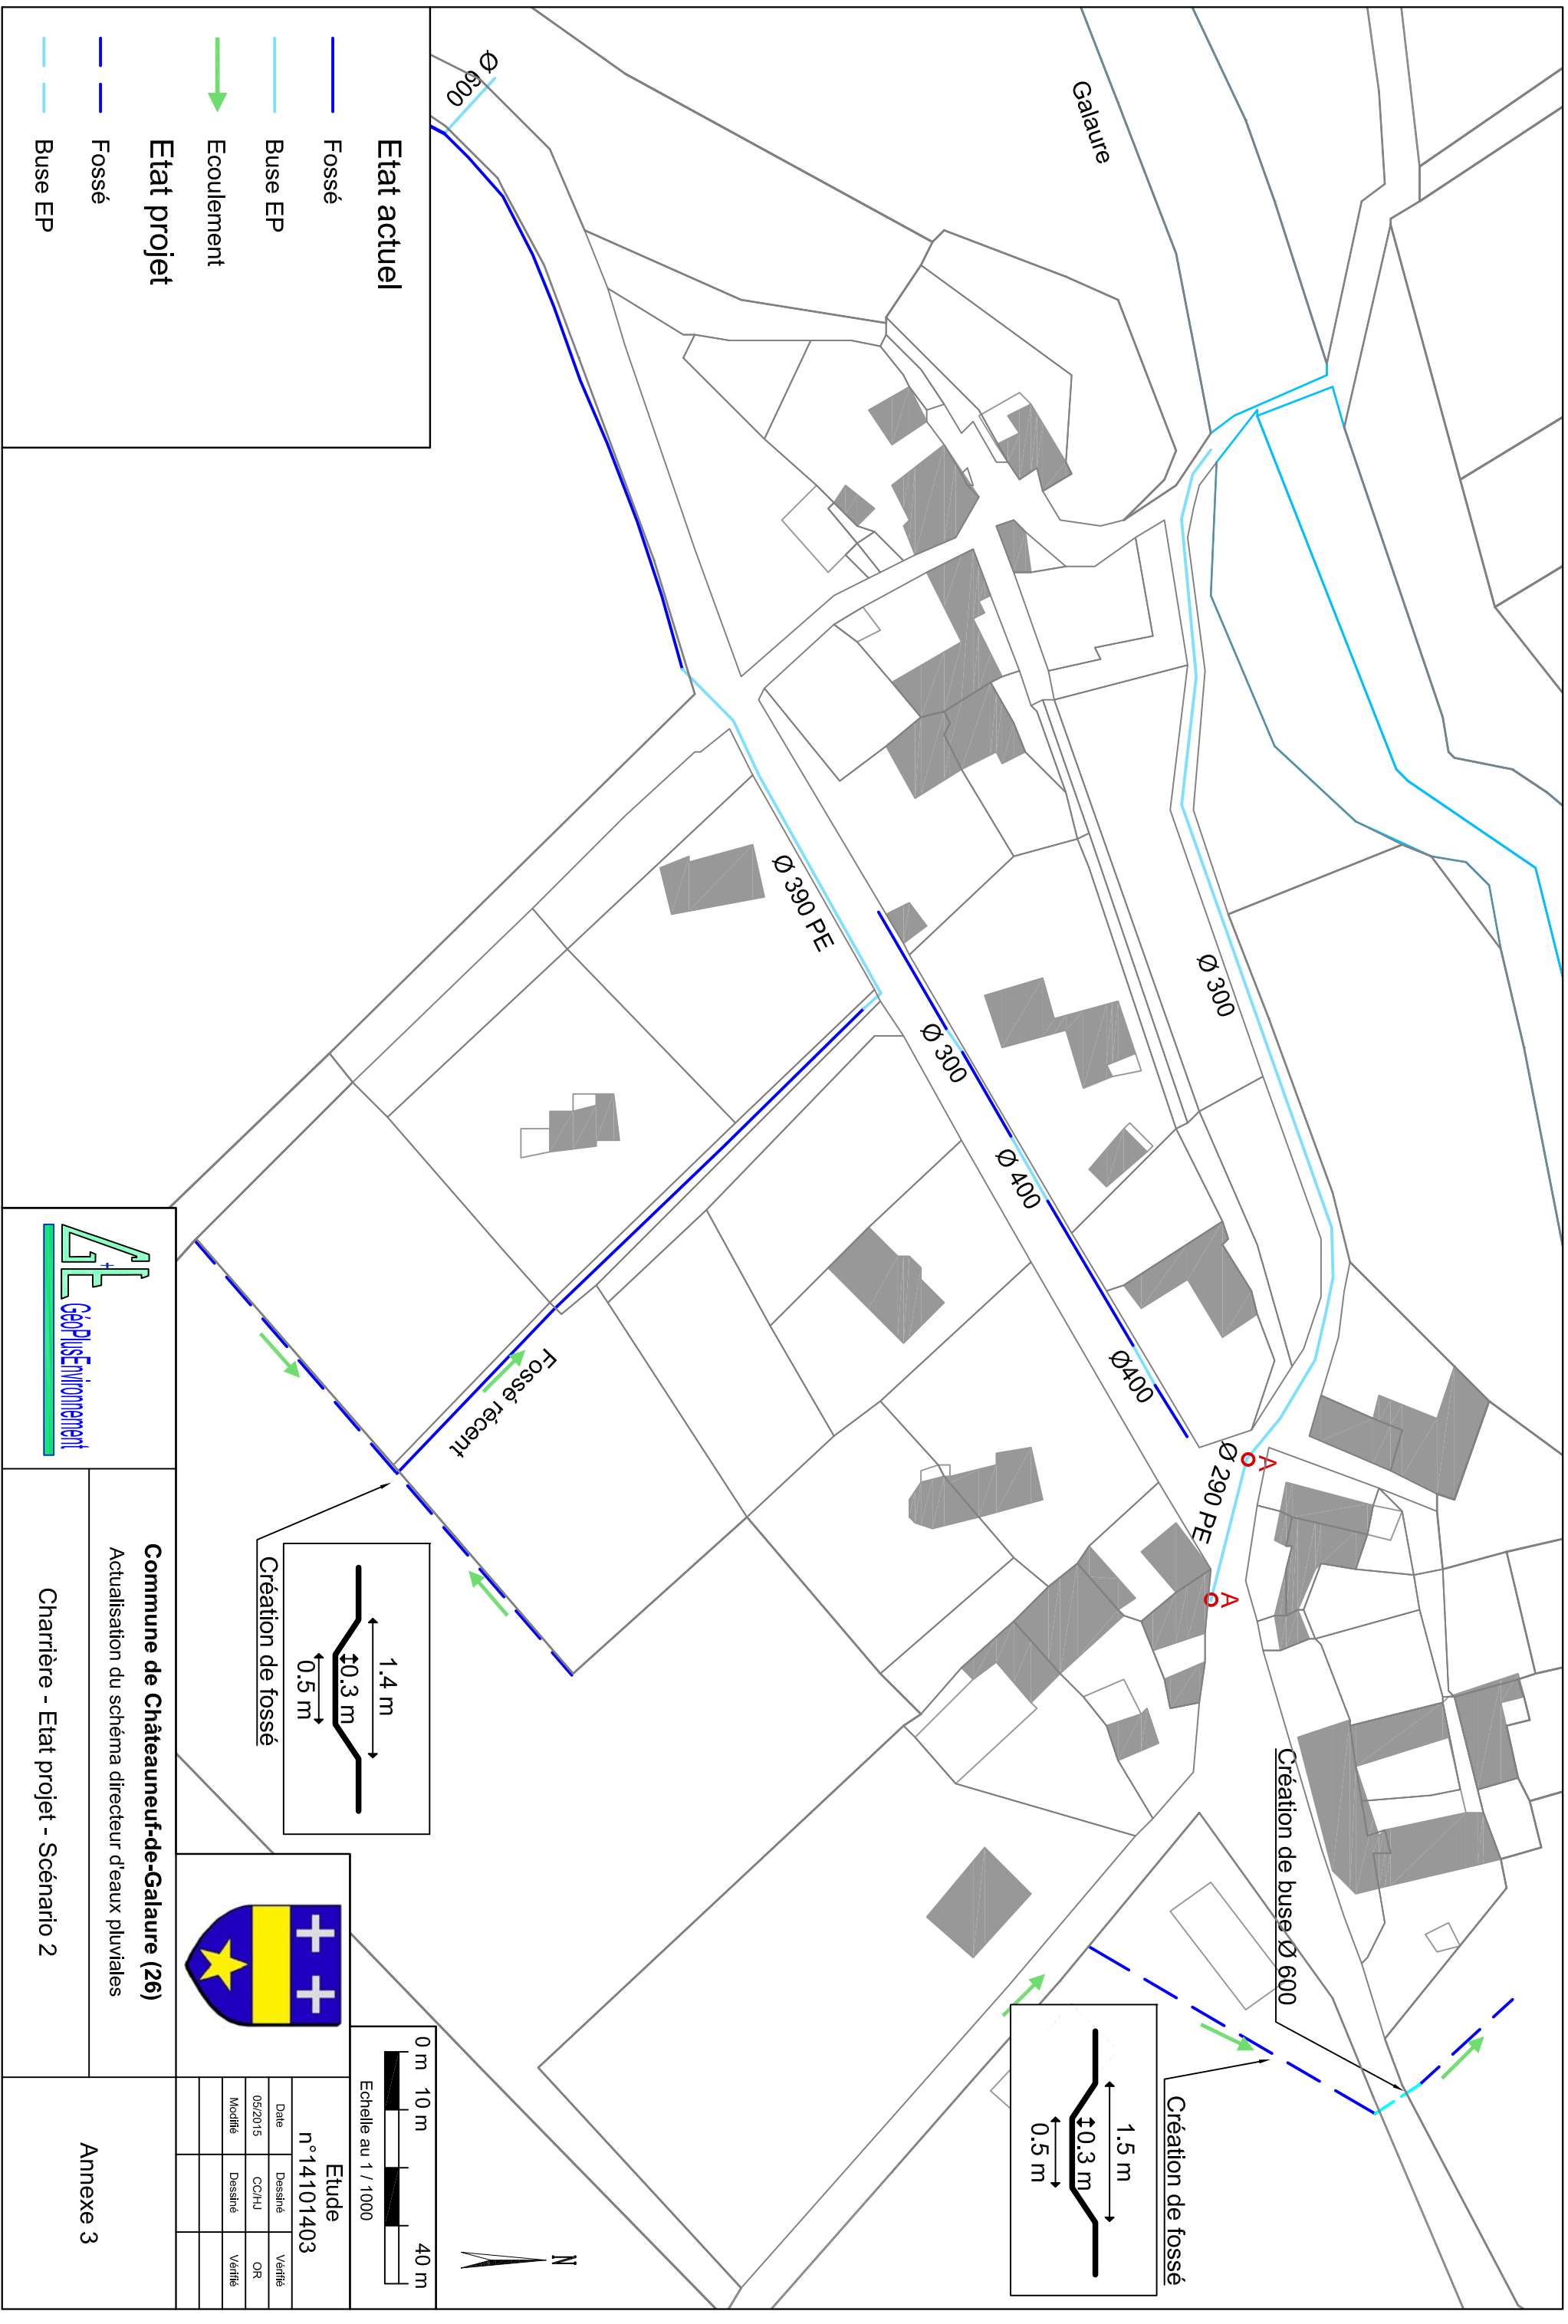 Galaure
Ø 600
Ø 390 PE
Ø 300
Ø 300
Ø 400
Ø400
Ø 290 PE
A
A
Fossé récent
Création de fossé
1.4 m
0.3 m
0.5 m
Création de buse Ø 600
Création de fossé
1.5 m
0.3 m
0.5 m
Etat actuel
Fossé
Buse EP
Ecoulement
Etat projet
Fossé
Buse EP
GéoPlusEnvironnement
Commune de Châteauneuf-de-Galaure (26)
Actualisation du schéma directeur d'eaux pluviales
Charrière - Etat projet - Scénario 2
N
0 m 10 m 40 m
Echelle au 1 / 1000
Etude
n°14101403
Date Dessiné Vérifié
05/2015 CC/HJ OR
Modifié Dessiné Vérifié
Annexe 3